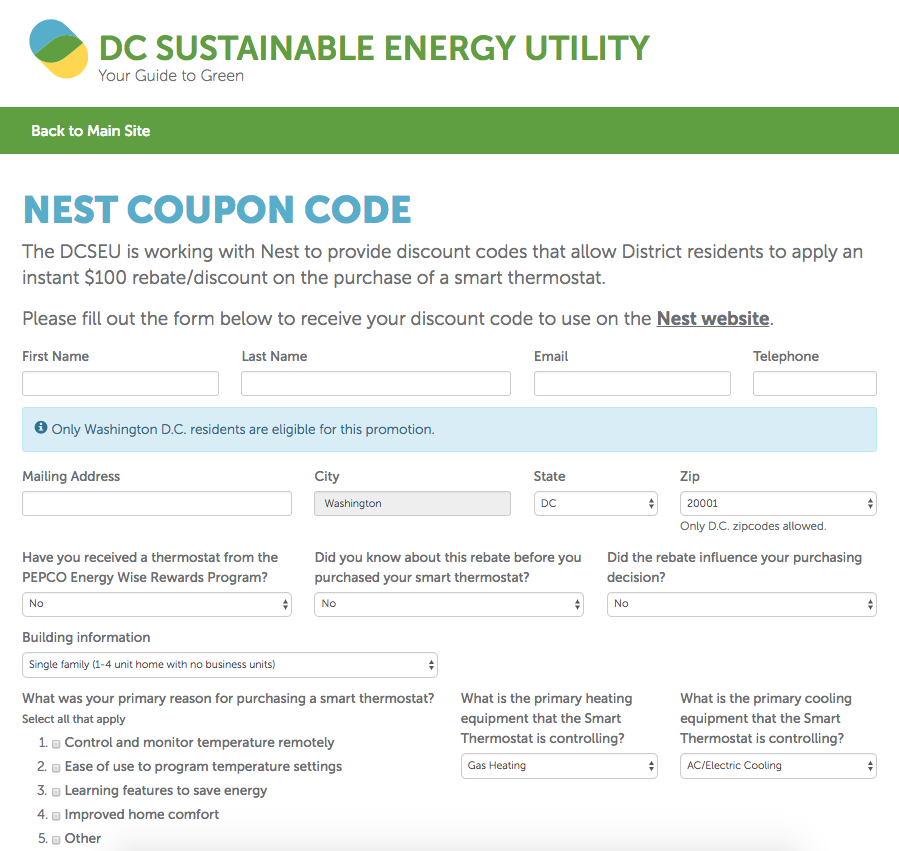 DC SUSTAINABLE ENERGY UTILITY
Your Guide to Green
Back to Main Site
NEST COUPON CODE
The DCSEU is working with Nest to provide discount codes that allow District residents to apply an
instant $100 rebate/discount on the purchase of a smart thermostat.
Please fill out the form below to receive your discount code to use on the Nest website.
First Name Last Name Email Telephone
Only Washington D.C. residents are eligible for this promotion.
Mailing Address City State Zip
Washington DC 20001
Only D.C. zipcodes allowed.
Have you received a thermostat from the
PEPCO Energy Wise Rewards Program?
No
Did you know about this rebate before you
purchased your smart thermostat?
No
Did the rebate influence your purchasing
decision?
No
Building information
Single family (1-4 unit home with no business units)
What was your primary reason for purchasing a smart thermostat?
Select all that apply
1. Control and monitor temperature remotely
2. Ease of use to program temperature settings
3. Learning features to save energy
4. Improved home comfort
5. Other
What is the primary heating
equipment that the Smart
Thermostat is controlling?
Gas Heating
What is the primary cooling
equipment that the Smart
Thermostat is controlling?
AC/Electric Cooling